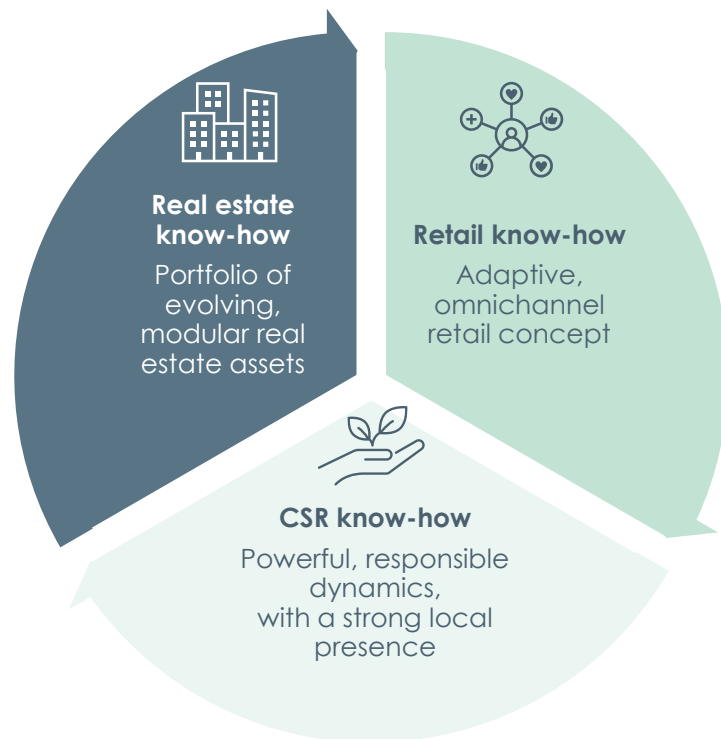 Real estate
know-how
Portfolio of
evolving,
modular real
estate assets
Retail know-how
Adaptive,
omnichannel
retail concept
CSR know-how
Powerful, responsible
dynamics,
with a strong local
presence